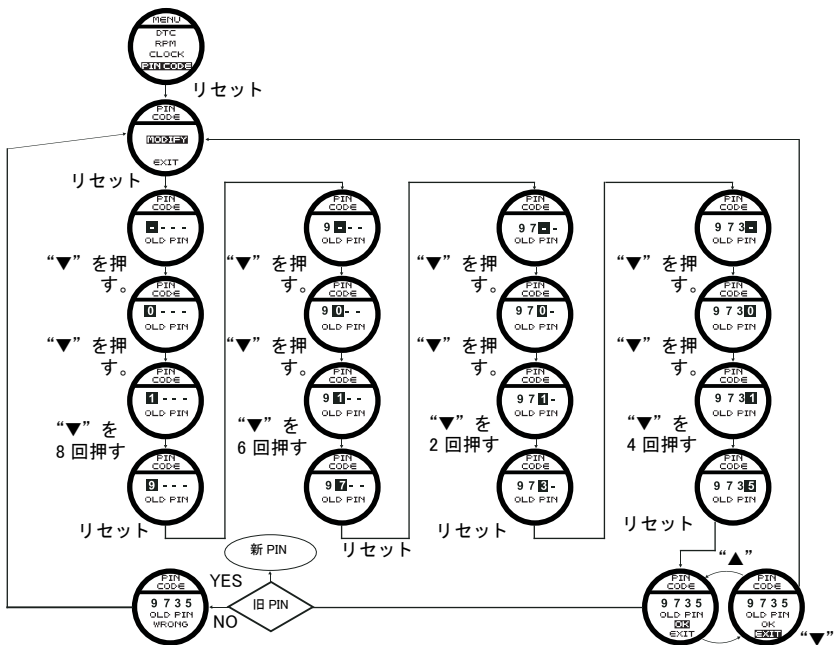 MENU
DTC
RPM
CLOCK
PIN CODE
リセット
PIN
CODE
MODIFY
EXIT
リセット
PIN
CODE
- - - -
OLD PIN
“▼”を押
す。
PIN
CODE
0 - - -
OLD PIN
“▼”を押
す。
PIN
CODE
1 - - -
OLD PIN
“▼”を
8 回押す
PIN
CODE
9 - - -
OLD PIN
リセット
PIN
CODE
9 - - -
OLD PIN
“▼”を押
す。
PIN
CODE
9 0 - -
OLD PIN
“▼”を押
す。
PIN
CODE
9 1 - -
OLD PIN
“▼”を
6 回押す
PIN
CODE
9 7 - -
OLD PIN
リセット
PIN
CODE
9 7 - -
OLD PIN
“▼”を押
す。
PIN
CODE
9 7 0 -
OLD PIN
“▼”を押
す。
PIN
CODE
9 7 1 -
OLD PIN
“▼”を
2 回押す
PIN
CODE
9 7 3 -
OLD PIN
リセット
PIN
CODE
9 7 3 -
OLD PIN
“▼”を押
す。
PIN
CODE
9 7 3 0
OLD PIN
“▼”を押
す。
PIN
CODE
9 7 3 1
OLD PIN
“▼”を
4 回押す
PIN
CODE
9 7 3 5
OLD PIN
リセット
“▲”
PIN
CODE
9 7 3 5
OLD PIN
OK
EXIT
PIN
CODE
9 7 3 5
OLD PIN
OK
EXIT
“▼”
旧 PIN
YES
新 PIN
NO
PIN
CODE
9 7 3 5
OLD PIN
WRONG